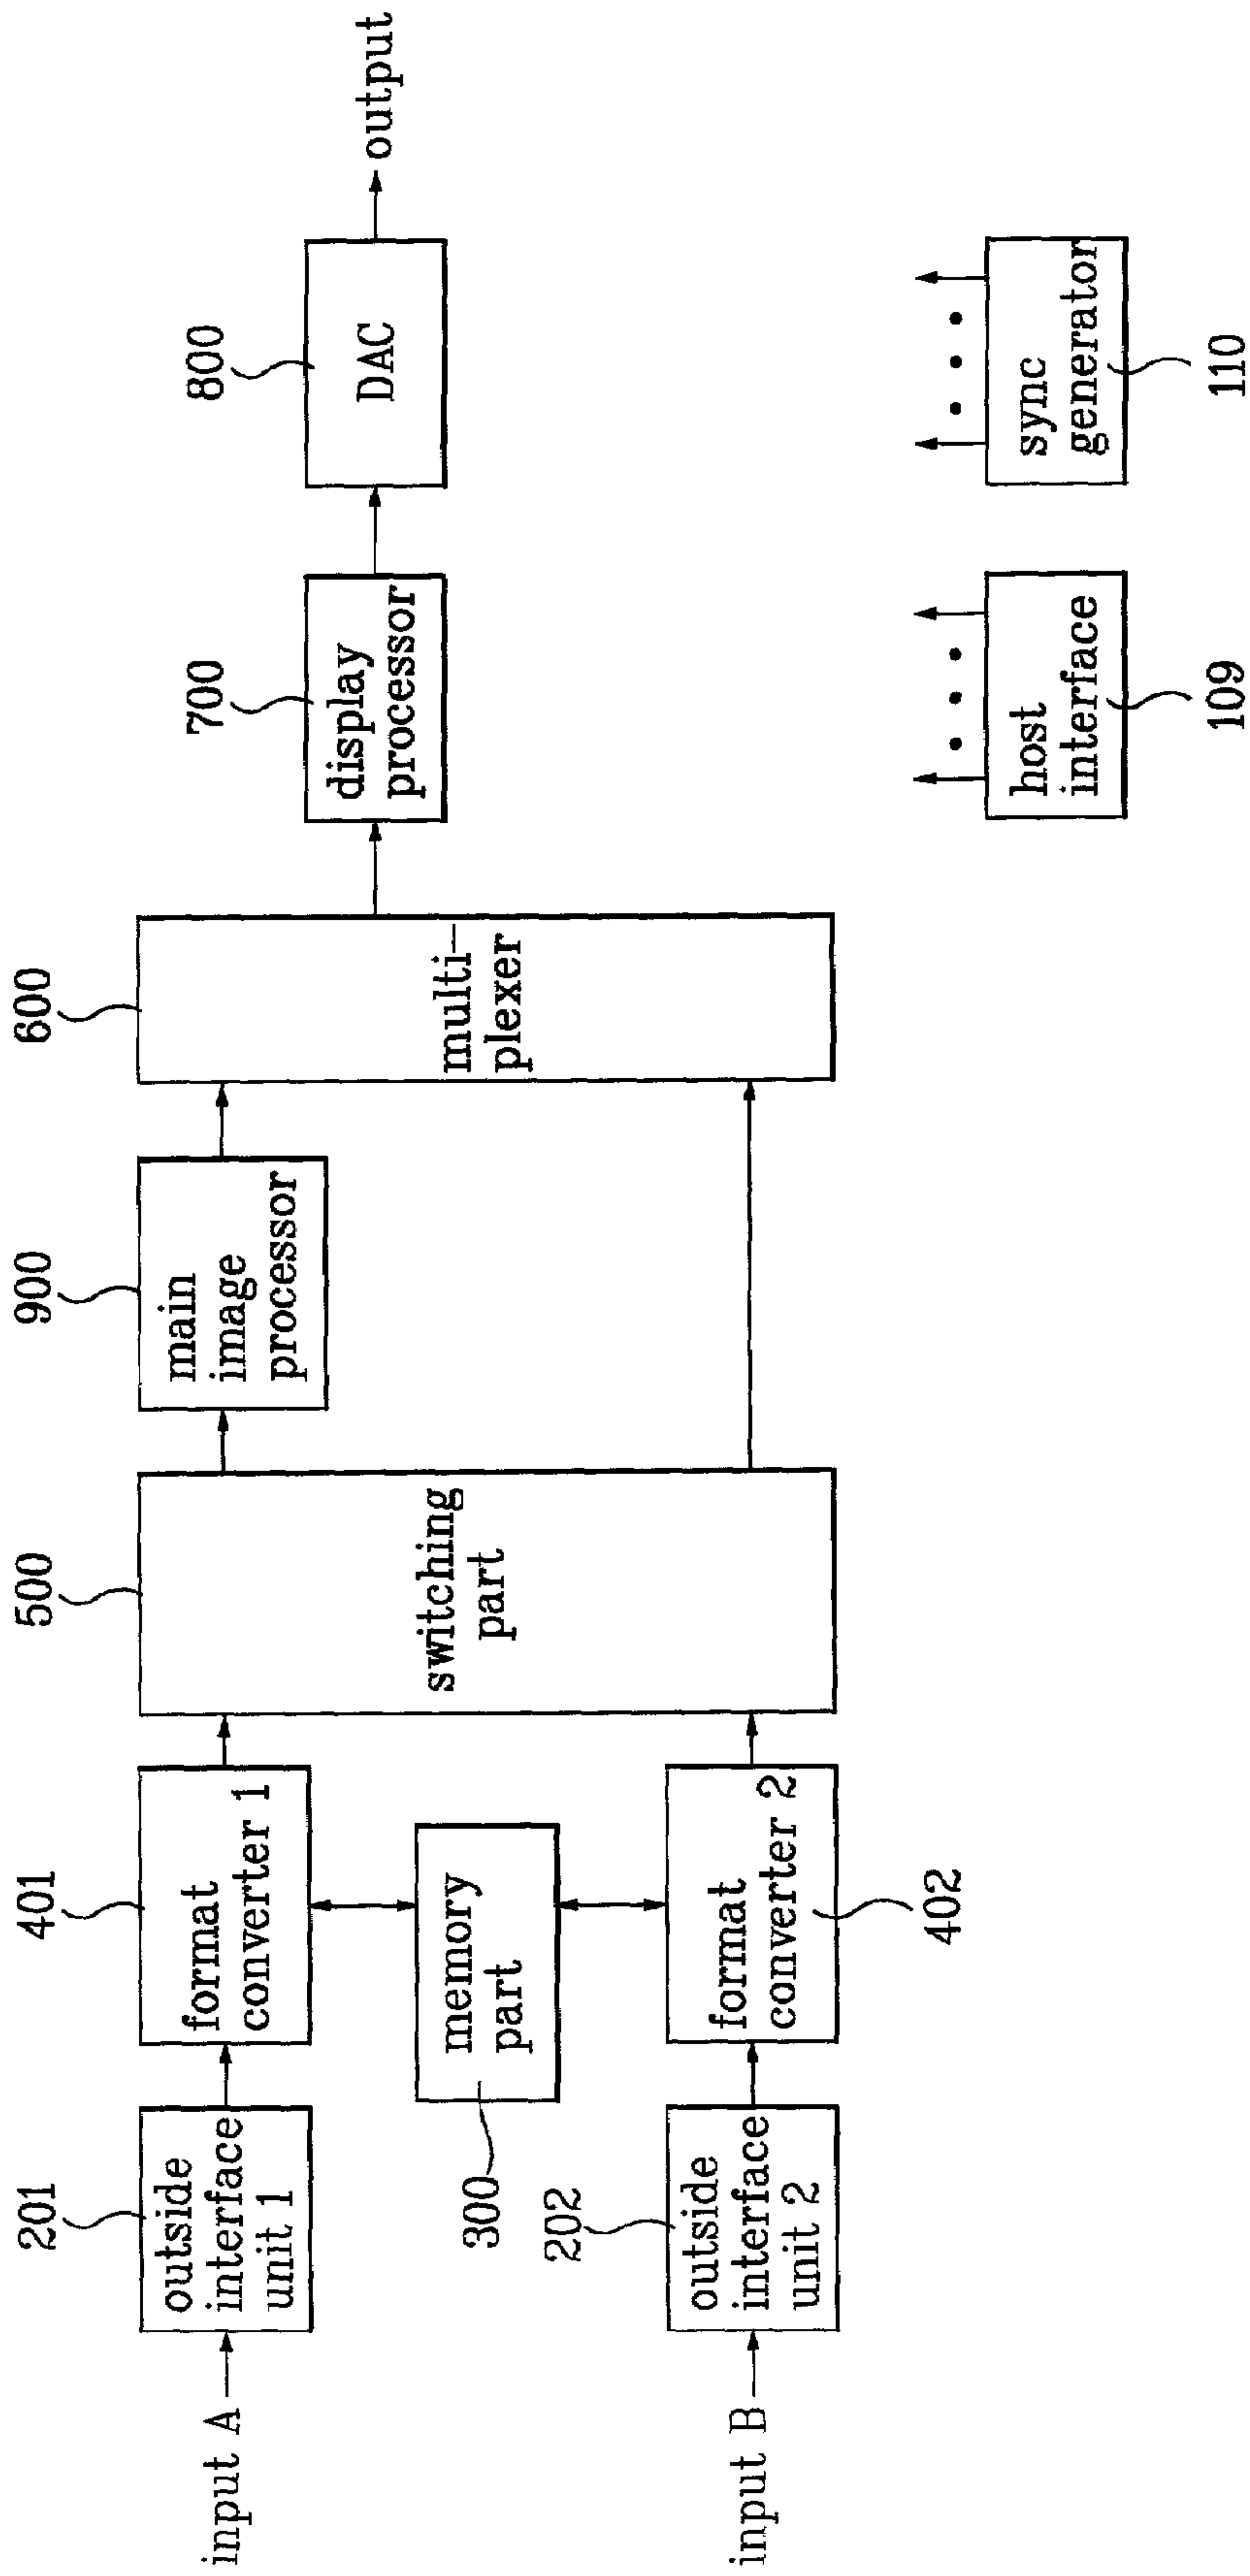 input A
201
outside
interface
unit 1
401
format
converter 1
300
memory
part
input B
202
outside
interface
unit 2
402
format
converter 2
500
switching
part
900
main
image
processor
600
multi-
plexer
700
display
processor
800
DAC
output
host
interface
109
sync
generator
110